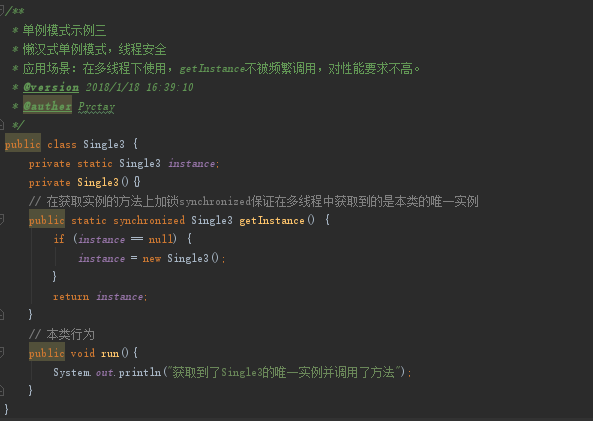 /**
 * 单例模式示例三
 * 懒汉式单例模式，线程安全
 * 应用场景：在多线程下使用，getInstance不被频繁调用，对性能要求不高。
 * @version 2018/1/18 16:39:10
 * @auther Pyctay
 */
public class Single3 {
    private static Single3 instance;
    private Single3(){}
    // 在获取实例的方法上加锁synchronized保证在多线程中获取到的是本类的唯一实例
    public static synchronized Single3 getInstance() {
        if (instance == null) {
            instance = new Single3();
        }
        return instance;
    }
    // 本类行为
    public void run(){
        System.out.println("获取到了Single3的唯一实例并调用了方法");
    }
}